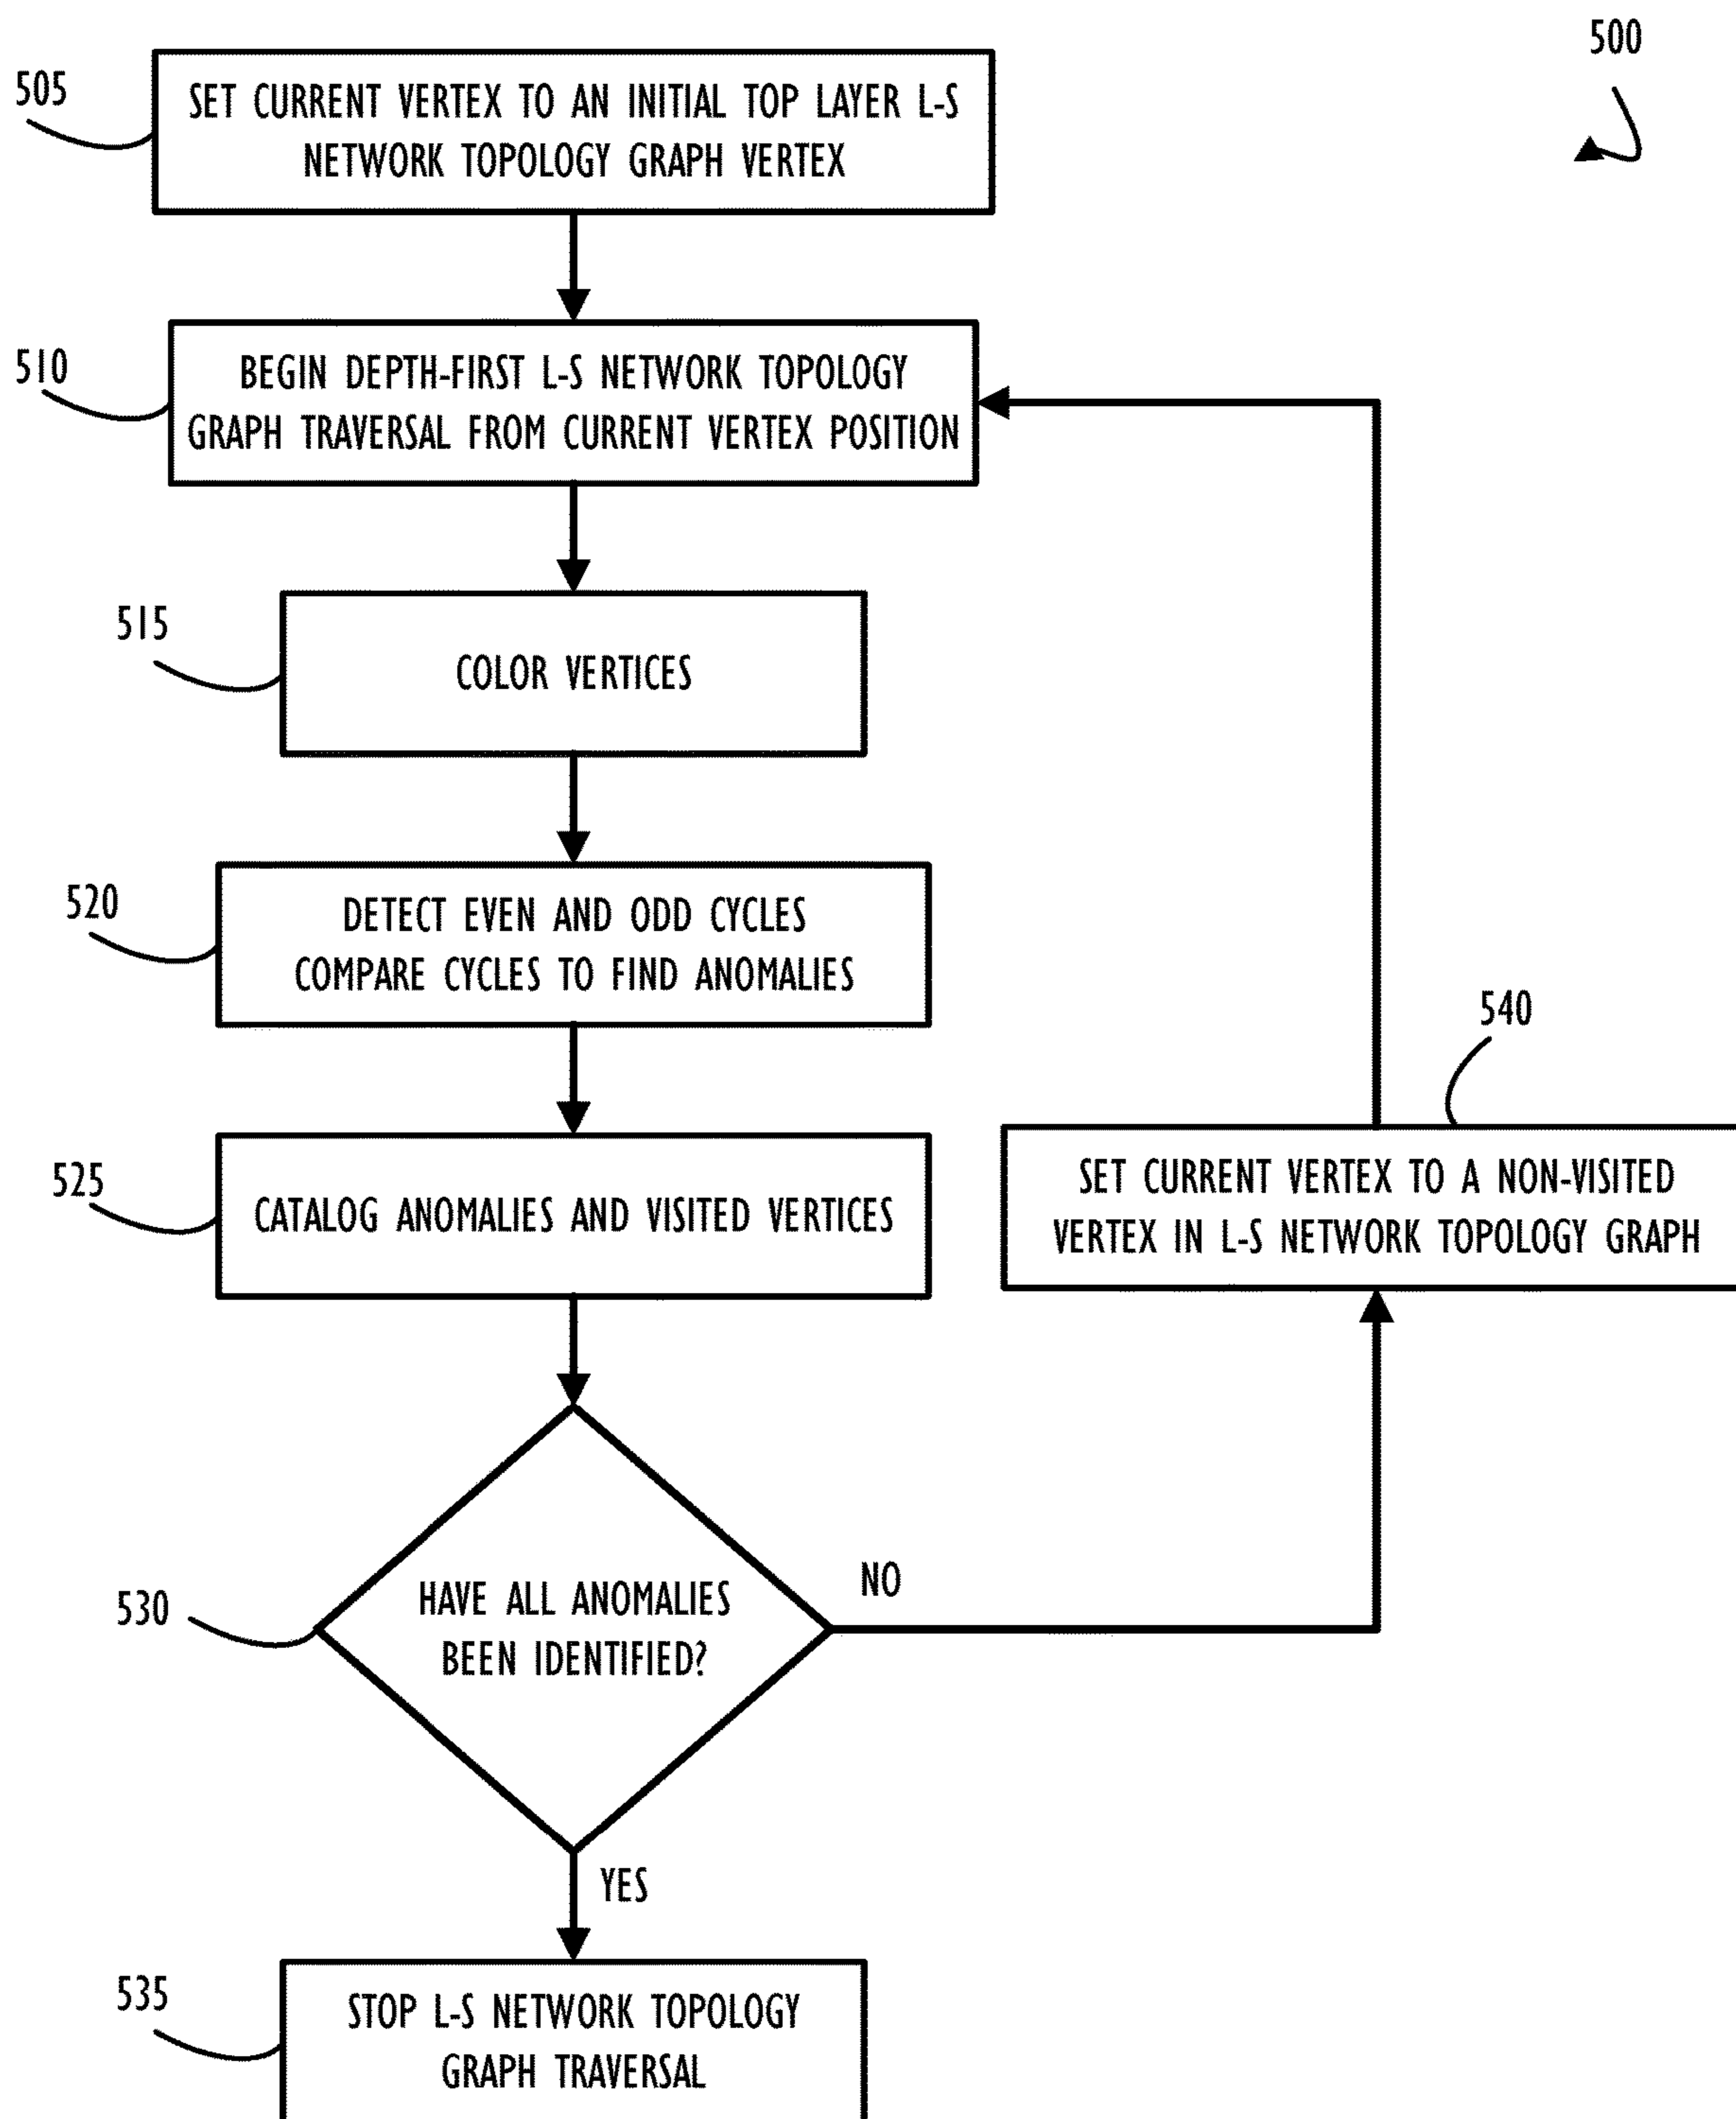 500
505
SET CURRENT VERTEX TO AN INITIAL TOP LAYER L-S
NETWORK TOPOLOGY GRAPH VERTEX
510
BEGIN DEPTH-FIRST L-S NETWORK TOPOLOGY
GRAPH TRAVERSAL FROM CURRENT VERTEX POSITION
515
COLOR VERTICES
520
DETECT EVEN AND ODD CYCLES
COMPARE CYCLES TO FIND ANOMALIES
525
CATALOG ANOMALIES AND VISITED VERTICES
540
SET CURRENT VERTEX TO A NON-VISITED
VERTEX IN L-S NETWORK TOPOLOGY GRAPH
530
HAVE ALL ANOMALIES
BEEN IDENTIFIED?
NO
YES
535
STOP L-S NETWORK TOPOLOGY
GRAPH TRAVERSAL